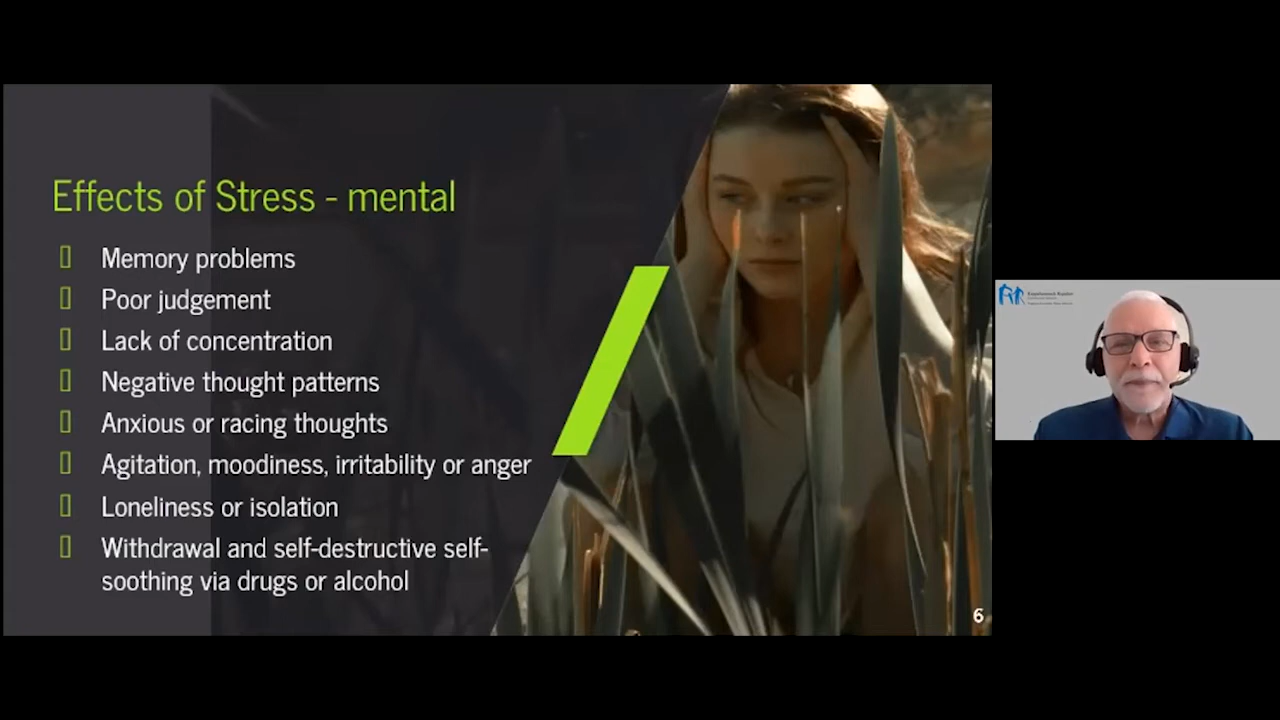 Effects of Stress - mental
Memory problems
Poor judgement
Lack of concentration
Negative thought patterns
Anxious or racing thoughts
Agitation, moodiness, irritability or anger
Loneliness or isolation
Withdrawal and self-destructive self-
soothing via drugs or alcohol
6